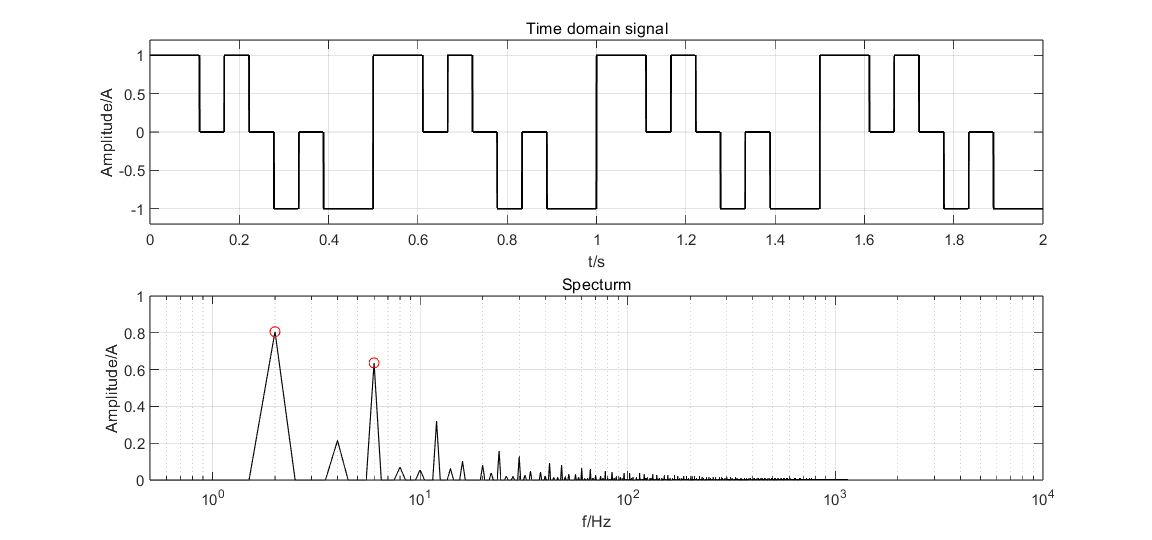 Time domain signal
Amplitude/A
1
0.5
0
-0.5
-1
0 0.2 0.4 0.6 0.8 1 1.2 1.4 1.6 1.8 2
t/s
Specturm
Amplitude/A
1
0.8
0.6
0.4
0.2
0
10^0 10^1 10^2 10^3 10^4
f/Hz